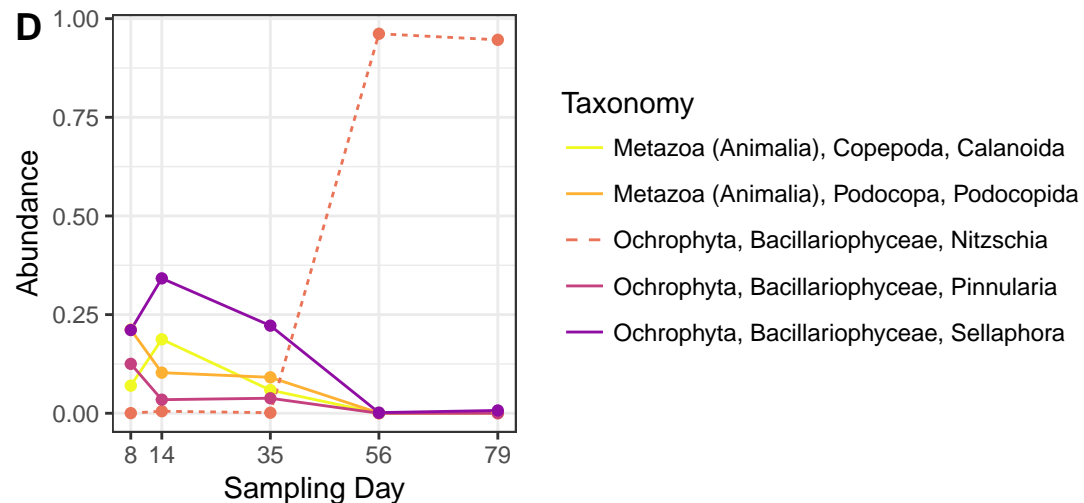 D
1.00
0.75
0.50
0.25
0.00
Abundance
8 14 35 56 79
Sampling Day
Taxonomy
Metazoa (Animalia), Copepoda, Calanoida
Metazoa (Animalia), Podocopa, Podocopida
Ochrophyta, Bacillariophyceae, Nitzschia
Ochrophyta, Bacillariophyceae, Pinnularia
Ochrophyta, Bacillariophyceae, Sellaphora